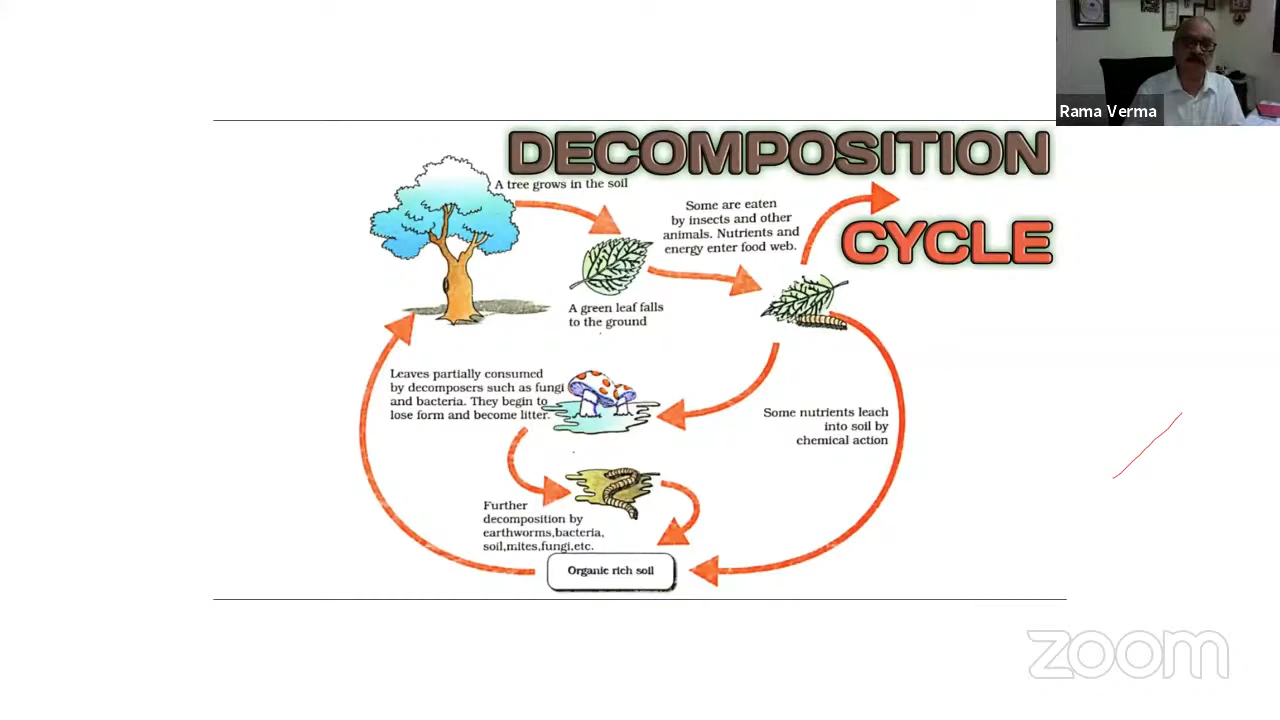 Rama Verma
DECOMPOSITION
CYCLE
A tree grows in the soil
Some are eaten
by insects and other
animals. Nutrients and
energy enter food web.
A green leaf falls
to the ground
Leaves partially consumed
by decomposers such as fungi
and bacteria. They begin to
lose form and become litter.
Some nutrients leach
into soil by
chemical action
Further
decomposition by
earthworms,bacteria,
soil,mites,fungi,etc.
Organic rich soil
zoom